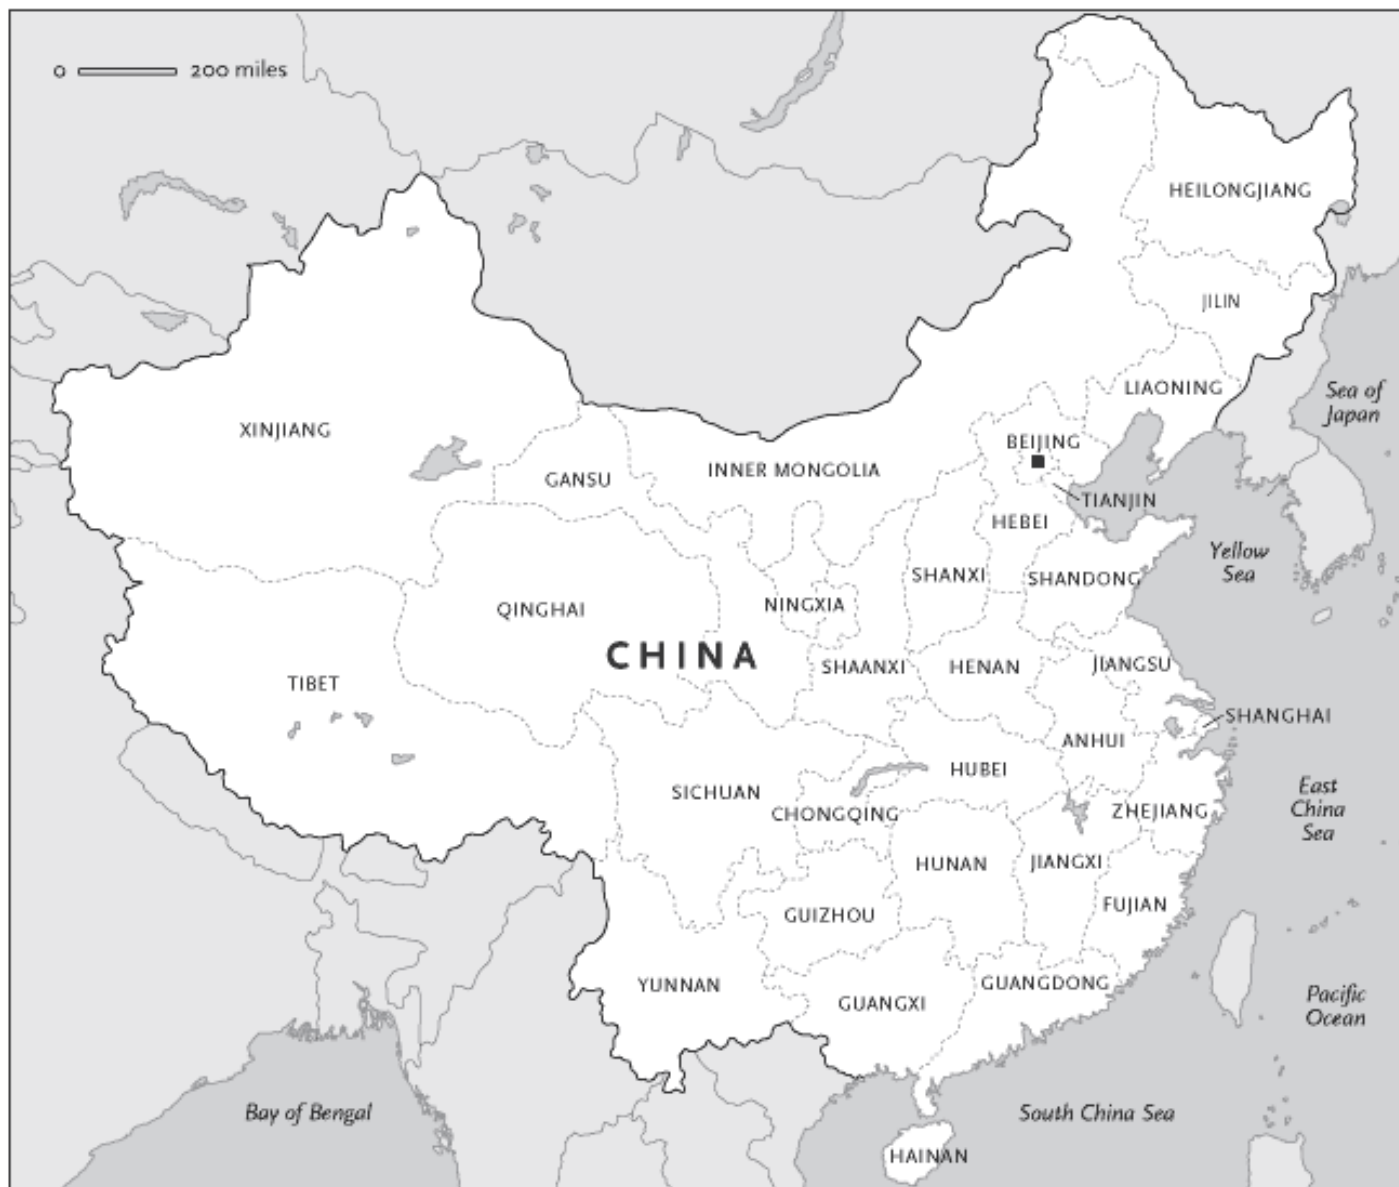 0 200 miles
HEILONGJIANG
JILIN
LIAONING
Sea of
Japan
XINJIANG
BEIJING
GANSU
INNER MONGOLIA
TIANJIN
HEBEI
Yellow
Sea
SHANXI
SHANDONG
QINGHAI
NINGXIA
CHINA
SHAANXI
HENAN
JIANGSU
TIBET
SHANGHAI
ANHUI
HUBEI
SICHUAN
East
China
Sea
CHONGQING
ZHEJIANG
HUNAN
JIANGXI
FUJIAN
GUIZHOU
YUNNAN
GUANGXI
GUANGDONG
Pacific
Ocean
Bay of Bengal
South China Sea
HAINAN